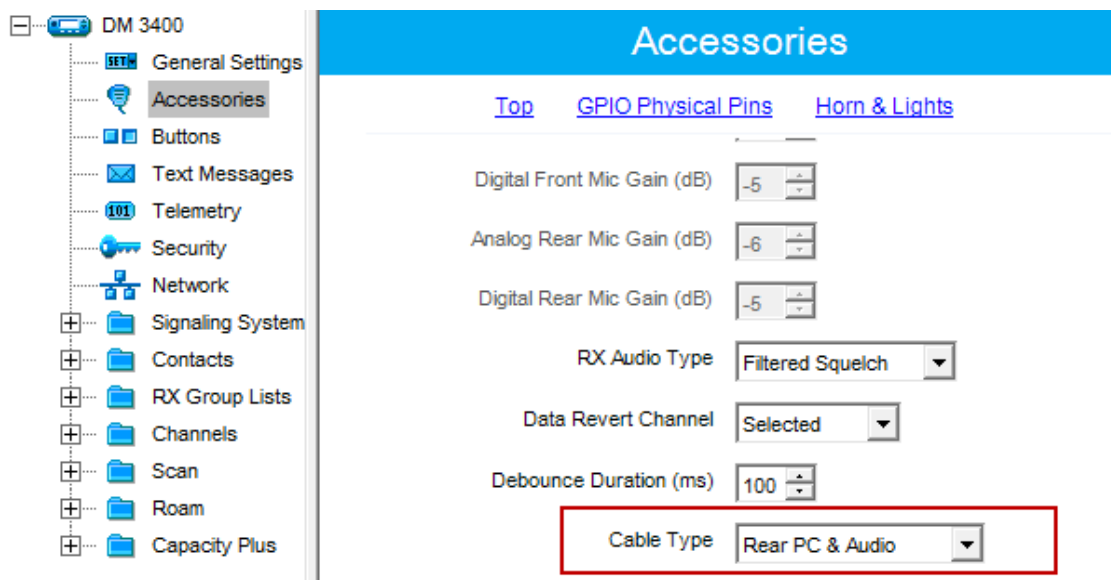 DM 3400
SET
General Settings
Accessories
Buttons
Text Messages
101
Telemetry
Security
Network
Signaling System
Contacts
RX Group Lists
Channels
Scan
Roam
Capacity Plus
Accessories
Top GPIO Physical Pins Horn & Lights
Digital Front Mic Gain (dB) -5
Analog Rear Mic Gain (dB) -6
Digital Rear Mic Gain (dB) -5
RX Audio Type Filtered Squelch
Data Revert Channel Selected
Debounce Duration (ms) 100
Cable Type Rear PC & Audio